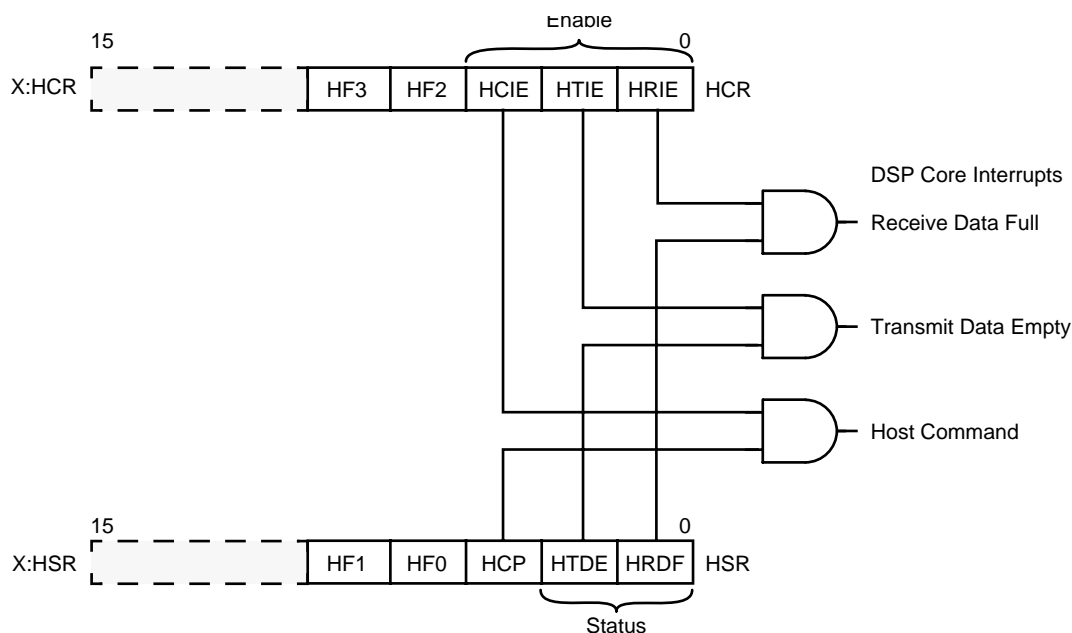 Enable
15 0
X:HCR HF3 HF2 HCIE HTIE HRIE HCR
DSP Core Interrupts
Receive Data Full
Transmit Data Empty
Host Command
15 0
X:HSR HF1 HF0 HCP HTDE HRDF HSR
Status